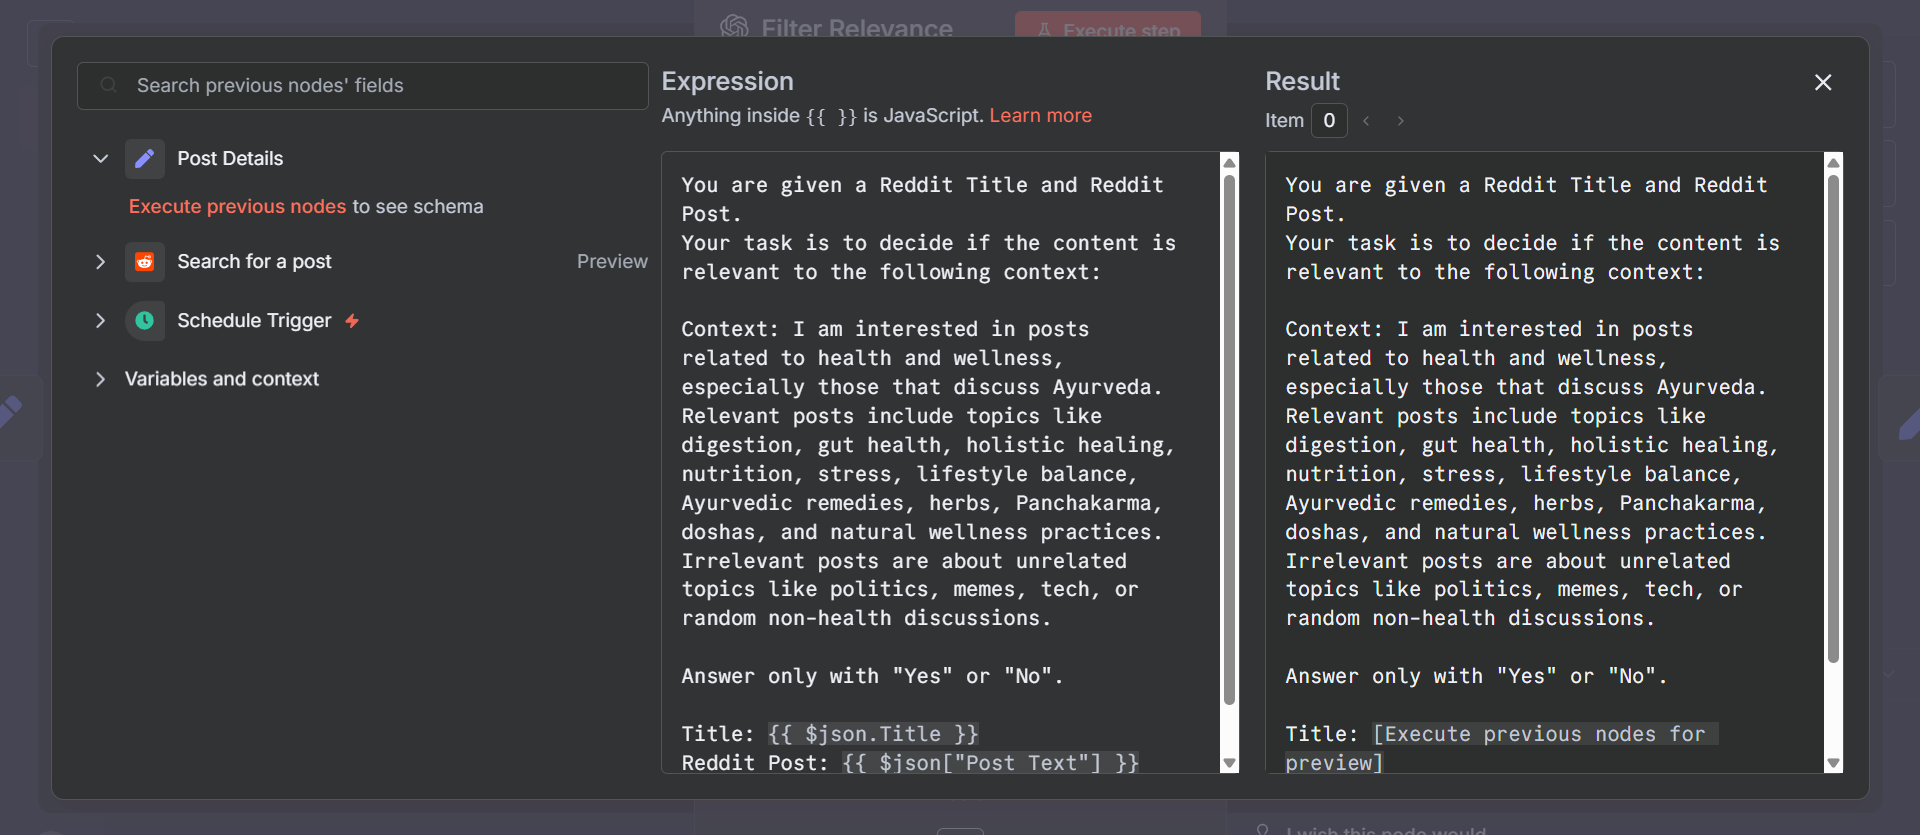 Filter Relevance
Execute step
Search previous nodes' fields
Post Details
Execute previous nodes to see schema
Search for a post
Preview
Schedule Trigger
Variables and context
Expression
Anything inside {{ }} is JavaScript. Learn more
You are given a Reddit Title and Reddit
Post.
Your task is to decide if the content is
relevant to the following context:
Context: I am interested in posts
related to health and wellness,
especially those that discuss Ayurveda.
Relevant posts include topics like
digestion, gut health, holistic healing,
nutrition, stress, lifestyle balance,
Ayurvedic remedies, herbs, Panchakarma,
doshas, and natural wellness practices.
Irrelevant posts are about unrelated
topics like politics, memes, tech, or
random non-health discussions.
Answer only with "Yes" or "No".
Title: {{ $json.Title }}
Reddit Post: {{ $json["Post Text"] }}
Result
Item 0
You are given a Reddit Title and Reddit
Post.
Your task is to decide if the content is
relevant to the following context:
Context: I am interested in posts
related to health and wellness,
especially those that discuss Ayurveda.
Relevant posts include topics like
digestion, gut health, holistic healing,
nutrition, stress, lifestyle balance,
Ayurvedic remedies, herbs, Panchakarma,
doshas, and natural wellness practices.
Irrelevant posts are about unrelated
topics like politics, memes, tech, or
random non-health discussions.
Answer only with "Yes" or "No".
Title: [Execute previous nodes for
preview]
I wish this node would